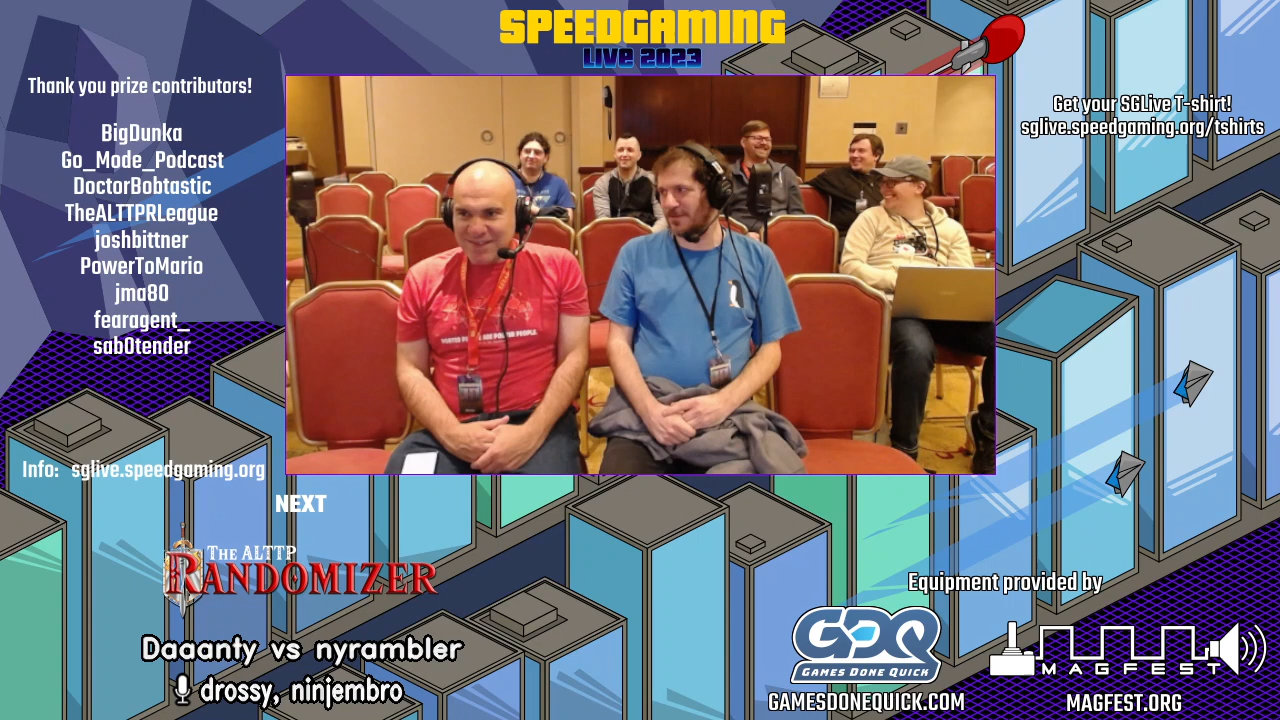 SPEEDGAMING
LIVE 2023
Thank you prize contributors!
BigDunka
Go_Mode_Podcast
DoctorBobtastic
TheALTTPRLeague
joshbittner
PowerToMario
jma80
fearagent_
sab0tender
Get your SGLive T-shirt!
sglive.speedgaming.org/tshirts
Info: sglive.speedgaming.org
NEXT
THE ALTTP
RANDOMIZER
Daaanty vs nyrambler
drossy, ninjembro
Equipment provided by
GDQ
GAMES DONE QUICK
GAMESDONEQUICK.COM
MAGFEST
MAGFEST.ORG